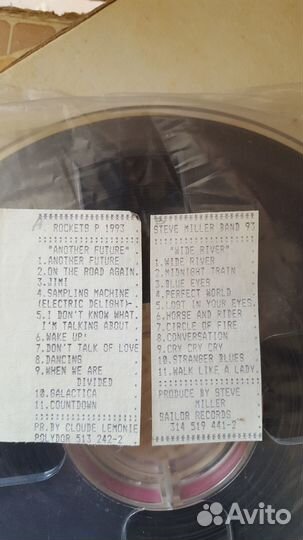 ROCKETS P 1993
"ANOTHER FUTURE"
1.ANOTHER FUTURE
2.ON THE ROAD AGAIN.
3.JIMI
4.SAMPLING MACHINE
(ELECTRIC DELIGHT)-
5.I DON'T KNOW WHAT
I'M TALKING ABOUT
6.WAKE UP'
7.DON'T TALK OF LOVE
8.DANCING
9.WHEN WE ARE
DIVIDED
10.GALACTICA
11.COUNTDOWN
PR.BY CLOUDE LEMONIE
POLYDOR 513 242-2
STEVE MILLER BAND 93
"WIDE RIVER"
1.WIDE RIVER
2.MIDNIGHT TRAIN
3.BLUE EYES
4.PERFECT WORLD
5.LOST IN YOUR EYES.
6.HORSE AND RIDER
7.CIRCLE OF FIRE
8.CONVERSATION
9.CRY CRY CRY
10.STRANGER BLUES
11.WALK LIKE A LADY.
PRODUCE BY STEVE
MILLER
SAILOR RECORDS
314 519 441-2
Avito